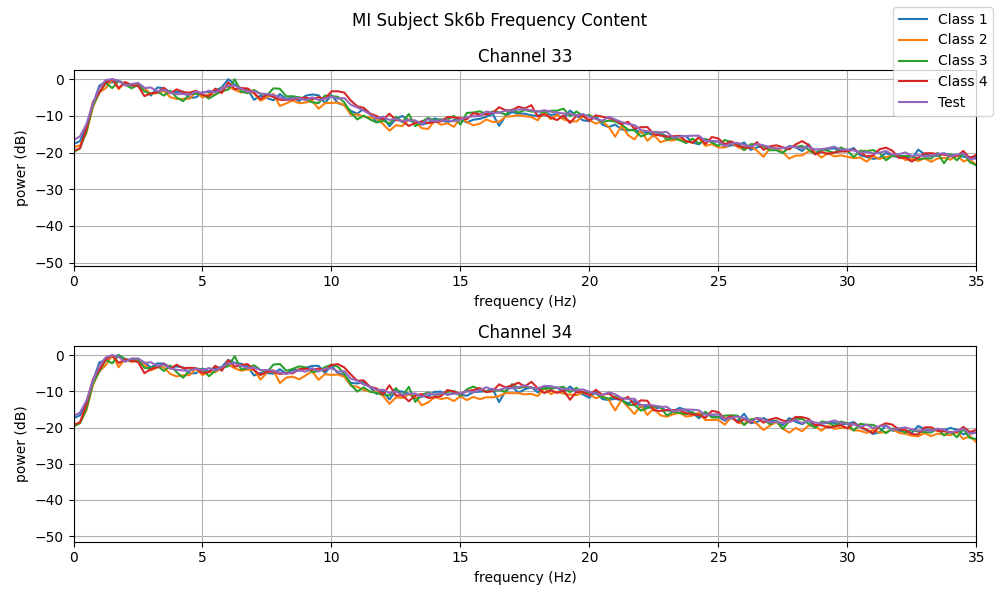 MI Subject Sk6b Frequency Content
Class 1
Class 2
Class 3
Class 4
Test
Channel 33
0
−10
−20
−30
−40
−50
power (dB)
0 5 10 15 20 25 30 35
frequency (Hz)
Channel 34
0
−10
−20
−30
−40
−50
power (dB)
0 5 10 15 20 25 30 35
frequency (Hz)